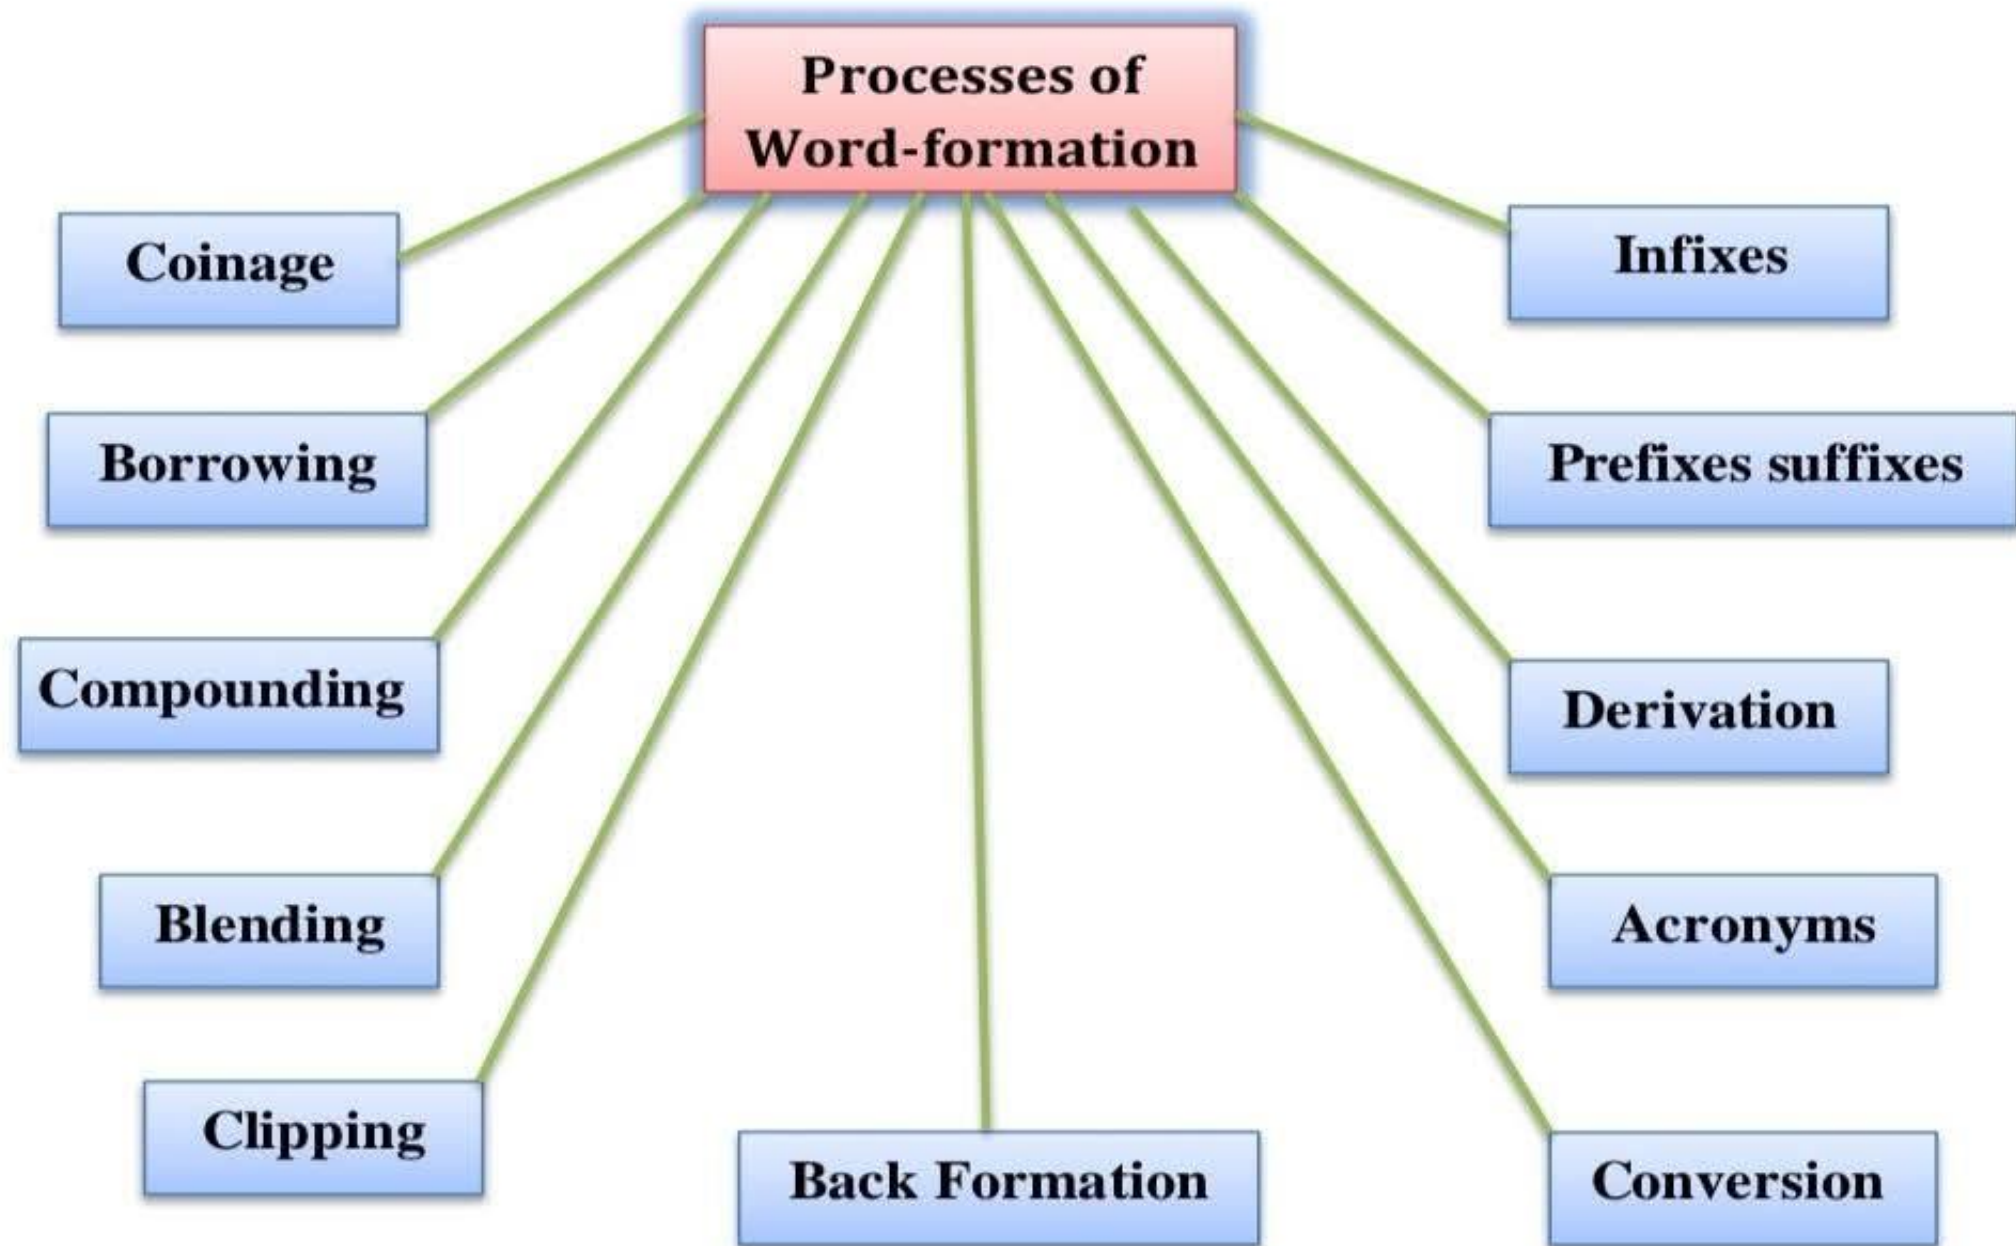 Processes of
Word-formation
Coinage
Infixes
Borrowing
Prefixes suffixes
Compounding
Derivation
Blending
Acronyms
Clipping
Back Formation
Conversion